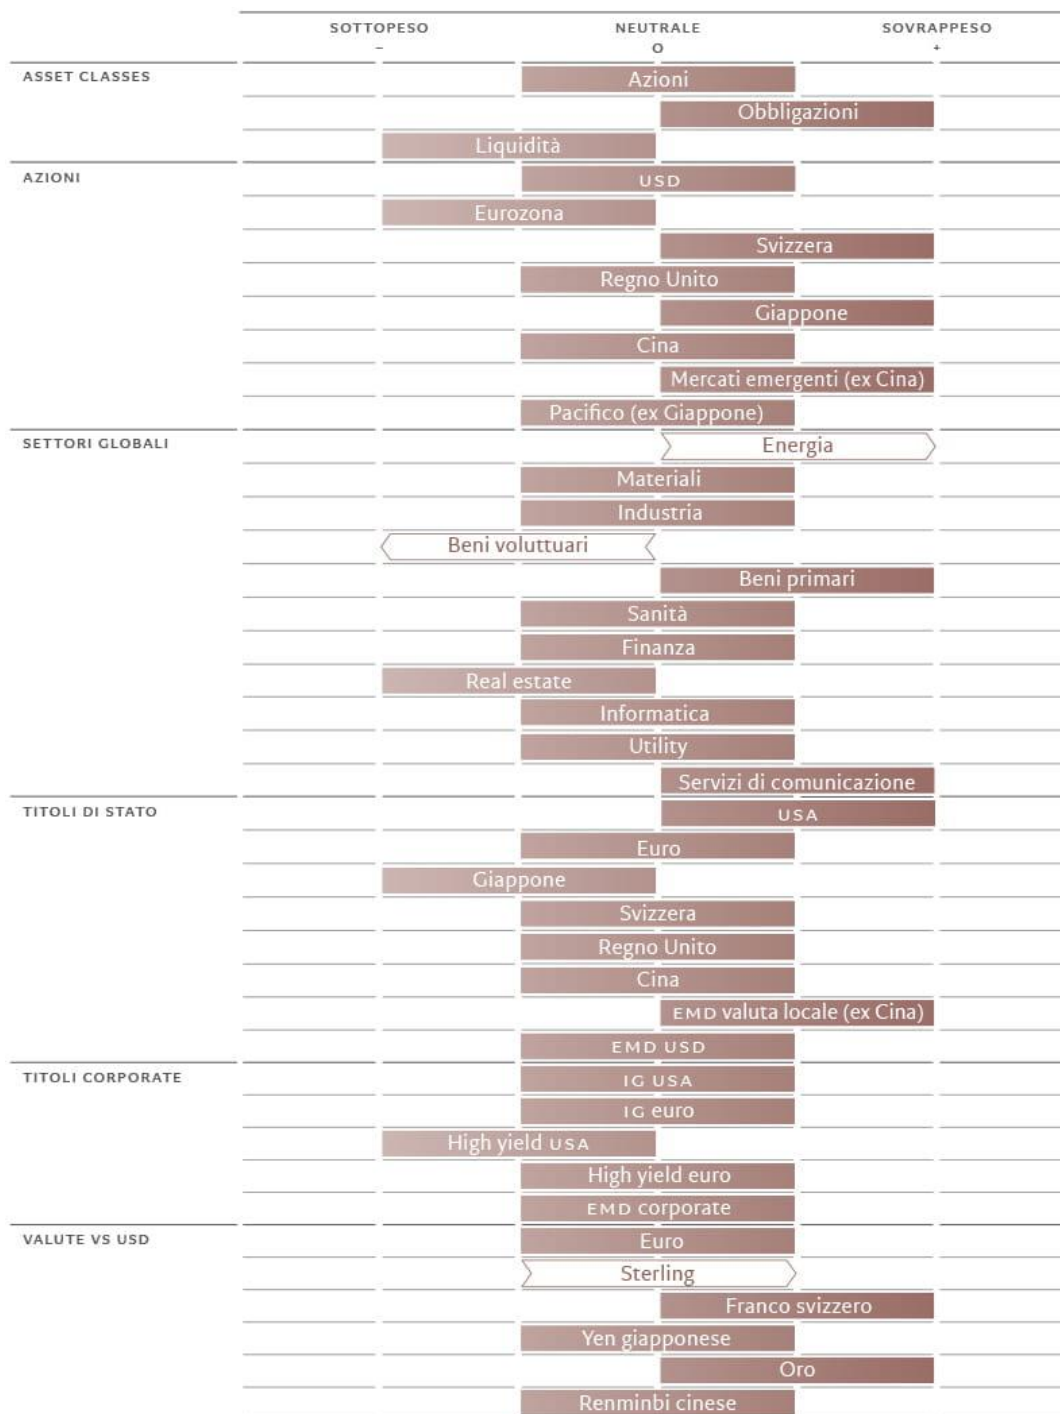 SOTTOPESO NEUTRALE SOVRAPPESO
– O +
ASSET CLASSES Azioni
Obbligazioni
Liquidità
AZIONI USD
Eurozona
Svizzera
Regno Unito
Giappone
Cina
Mercati emergenti (ex Cina)
Pacifico (ex Giappone)
SETTORI GLOBALI Energia
Materiali
Industria
Beni voluttuari
Beni primari
Sanità
Finanza
Real estate
Informatica
Utility
Servizi di comunicazione
TITOLI DI STATO USA
Euro
Giappone
Svizzera
Regno Unito
Cina
EMD valuta locale (ex Cina)
EMD USD
TITOLI CORPORATE IG USA
IG euro
High yield USA
High yield euro
EMD corporate
VALUTE VS USD Euro
Sterling
Franco svizzero
Yen giapponese
Oro
Renminbi cinese